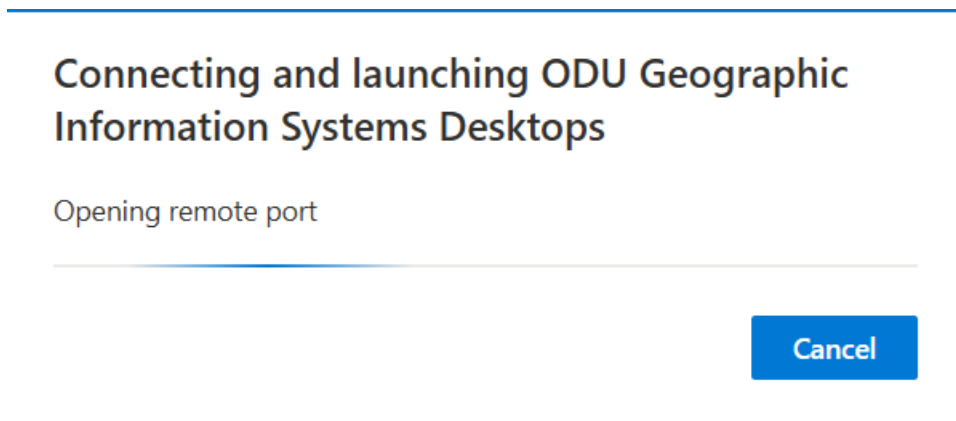 Connecting and launching ODU Geographic
Information Systems Desktops
Opening remote port
Cancel